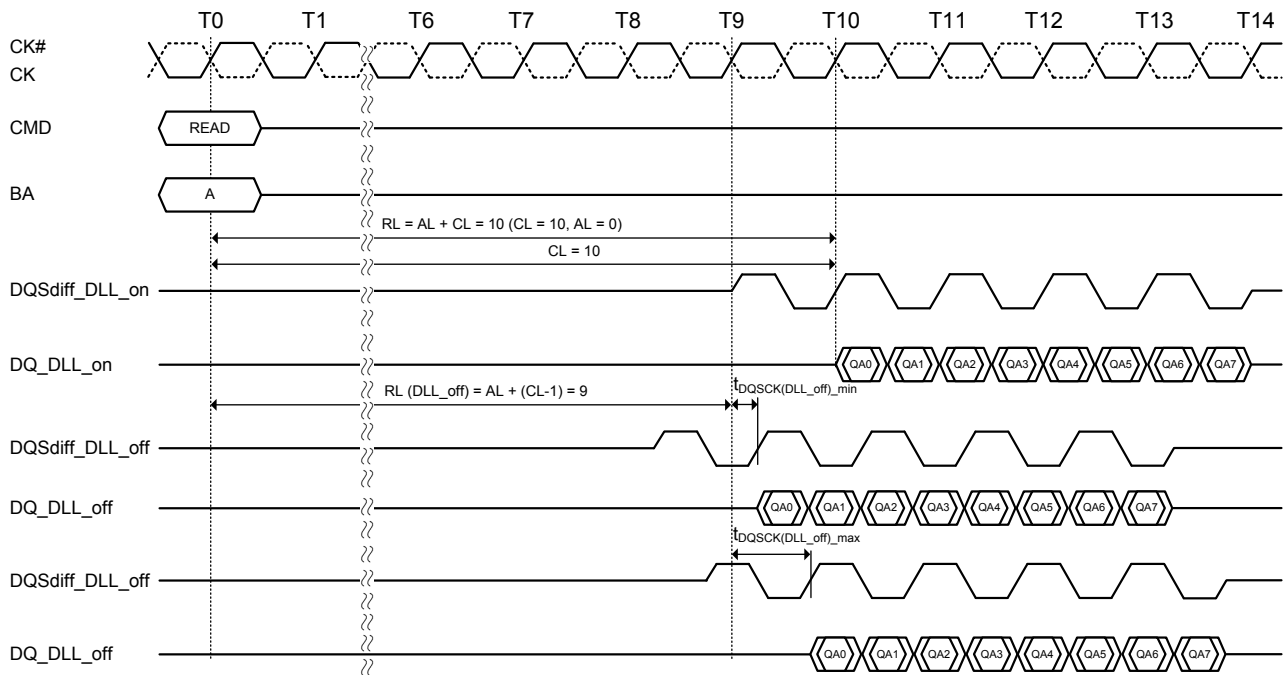 T0 T1 T6 T7 T8 T9 T10 T11 T12 T13 T14
CK#
CK
CMD READ
BA A
RL = AL + CL = 10 (CL = 10, AL = 0)
CL = 10
DQSdiff_DLL_on
DQ_DLL_on QA0 QA1 QA2 QA3 QA4 QA5 QA6 QA7
RL (DLL_off) = AL + (CL-1) = 9 tDQSCK(DLL_off)_min
DQSdiff_DLL_off
DQ_DLL_off QA0 QA1 QA2 QA3 QA4 QA5 QA6 QA7
tDQSCK(DLL_off)_max
DQSdiff_DLL_off
DQ_DLL_off QA0 QA1 QA2 QA3 QA4 QA5 QA6 QA7